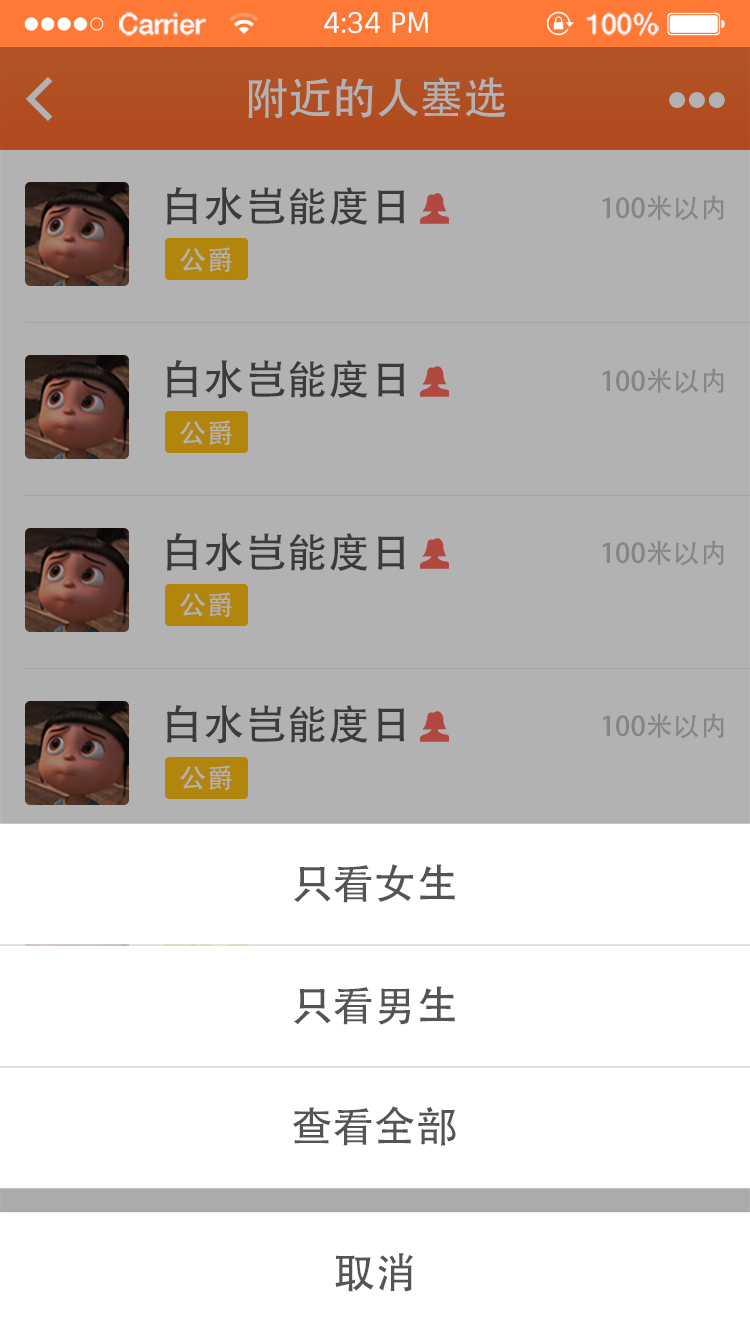 Carrier 4:34 PM 100%
附近的人塞选
白水岂能度日 100米以内
公爵
白水岂能度日 100米以内
公爵
白水岂能度日 100米以内
公爵
白水岂能度日 100米以内
公爵
只看女生
只看男生
查看全部
取消